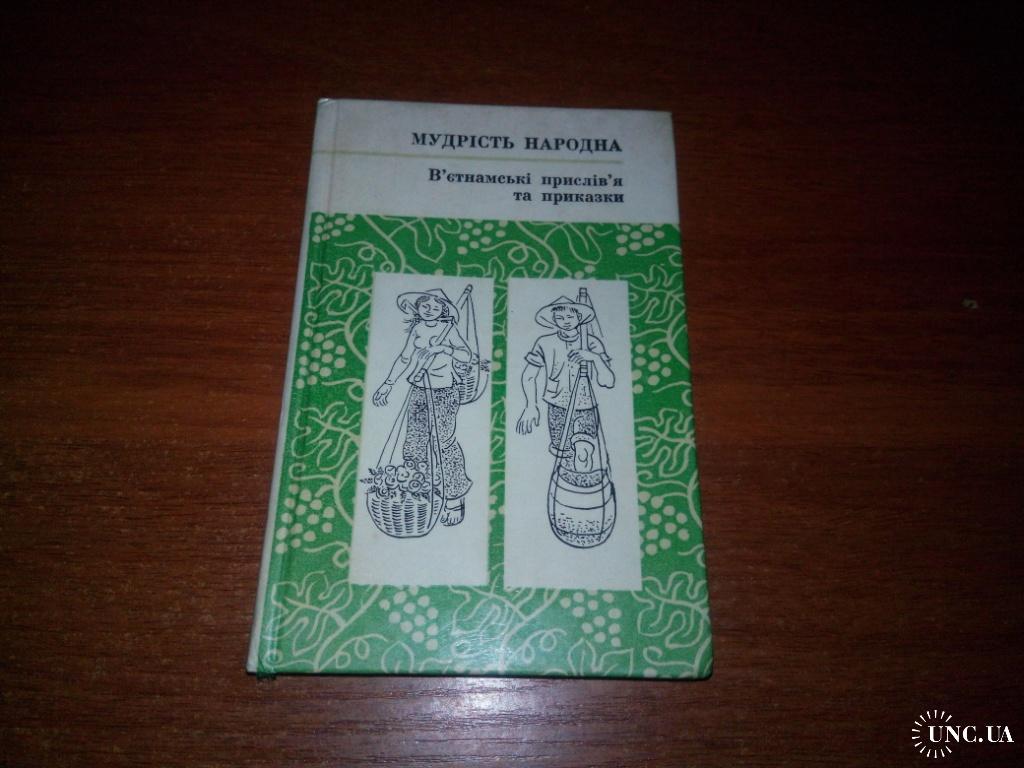 МУДРІСТЬ НАРОДНА
В'єтнамські прислів'я
та приказки
UNC.UA